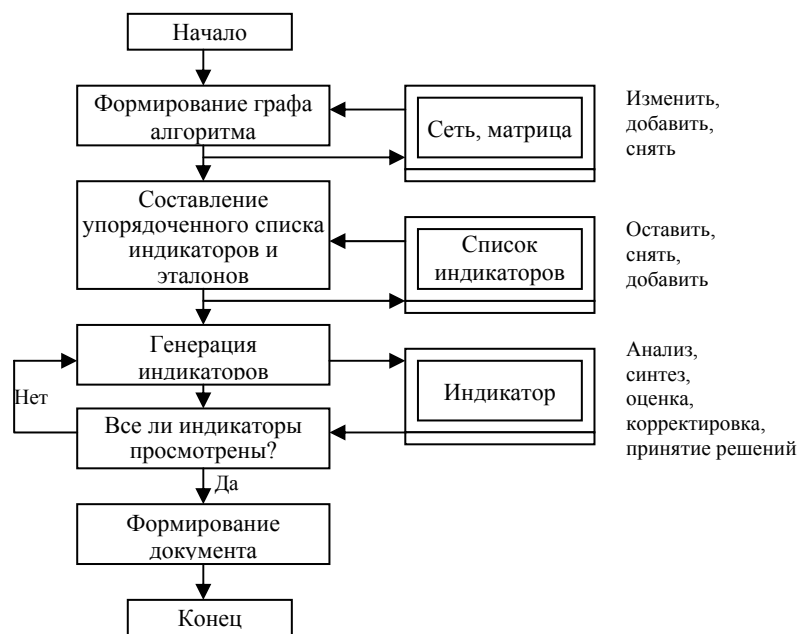 Начало
Формирование графа
алгоритма
Сеть, матрица
Изменить,
добавить,
снять
Составление
упорядоченного списка
индикаторов и
эталонов
Список
индикаторов
Оставить,
снять,
добавить
Генерация
индикаторов
Индикатор
Анализ,
синтез,
оценка,
корректировка,
принятие решений
Нет
Все ли индикаторы
просмотрены?
Да
Формирование
документа
Конец